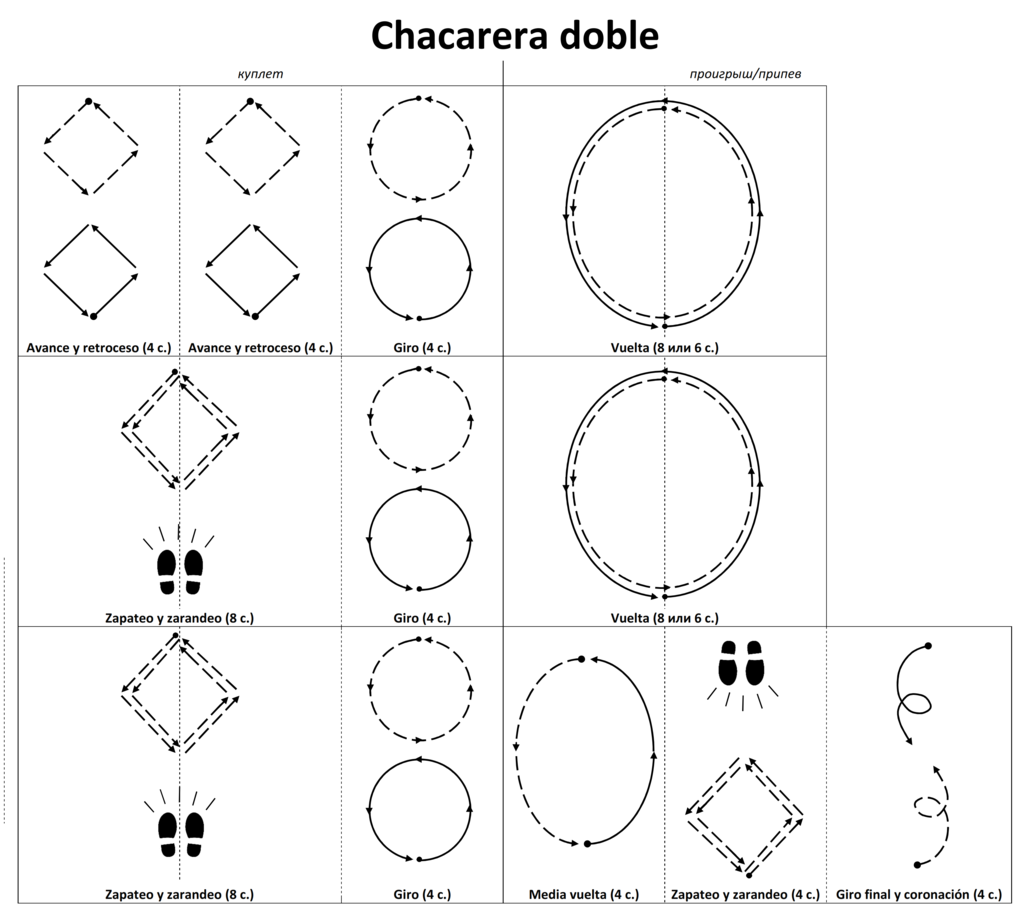 Chacarera doble
куплет
проигрыш/припев
Avance y retroceso (4 с.)
Avance y retroceso (4 с.)
Giro (4 с.)
Vuelta (8 или 6 с.)
Zapateo y zarandeo (8 с.)
Giro (4 с.)
Vuelta (8 или 6 с.)
Zapateo y zarandeo (8 с.)
Giro (4 с.)
Media vuelta (4 с.)
Zapateo y zarandeo (4 с.)
Giro final y coronación (4 с.)